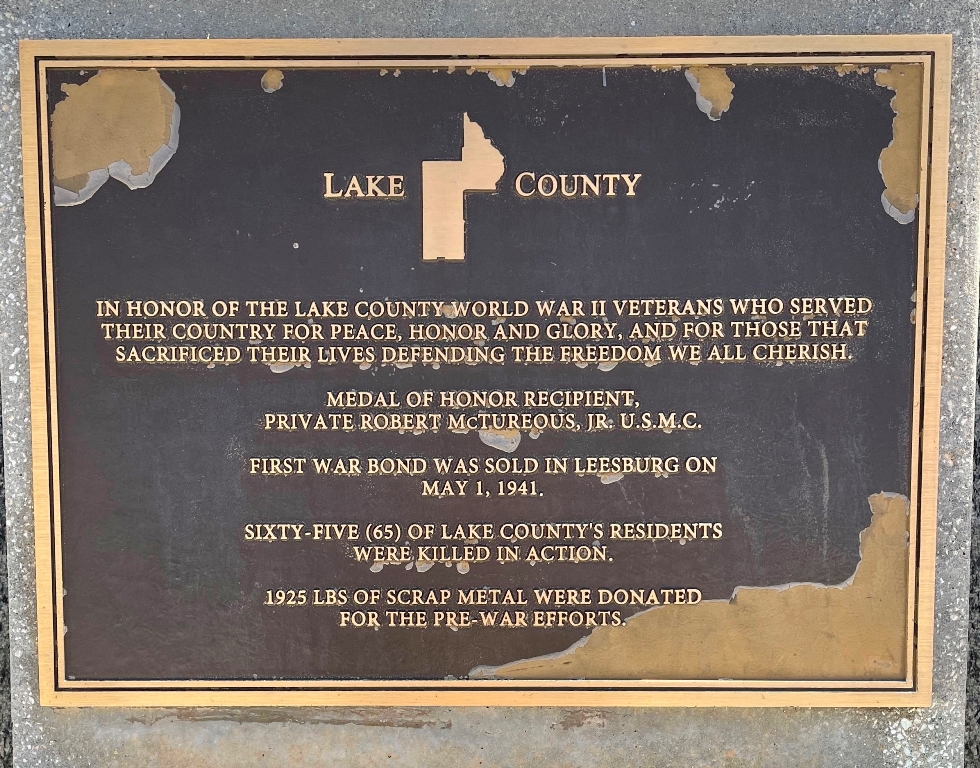 LAKE COUNTY
IN HONOR OF THE LAKE COUNTY WORLD WAR II VETERANS WHO SERVED
THEIR COUNTRY FOR PEACE, HONOR AND GLORY, AND FOR THOSE THAT
SACRIFICED THEIR LIVES DEFENDING THE FREEDOM WE ALL CHERISH.
MEDAL OF HONOR RECIPIENT,
PRIVATE ROBERT McTUREOUS, JR. U.S.M.C.
FIRST WAR BOND WAS SOLD IN LEESBURG ON
MAY 1, 1941.
SIXTY-FIVE (65) OF LAKE COUNTY'S RESIDENTS
WERE KILLED IN ACTION.
1925 LBS OF SCRAP METAL WERE DONATED
FOR THE PRE-WAR EFFORTS.